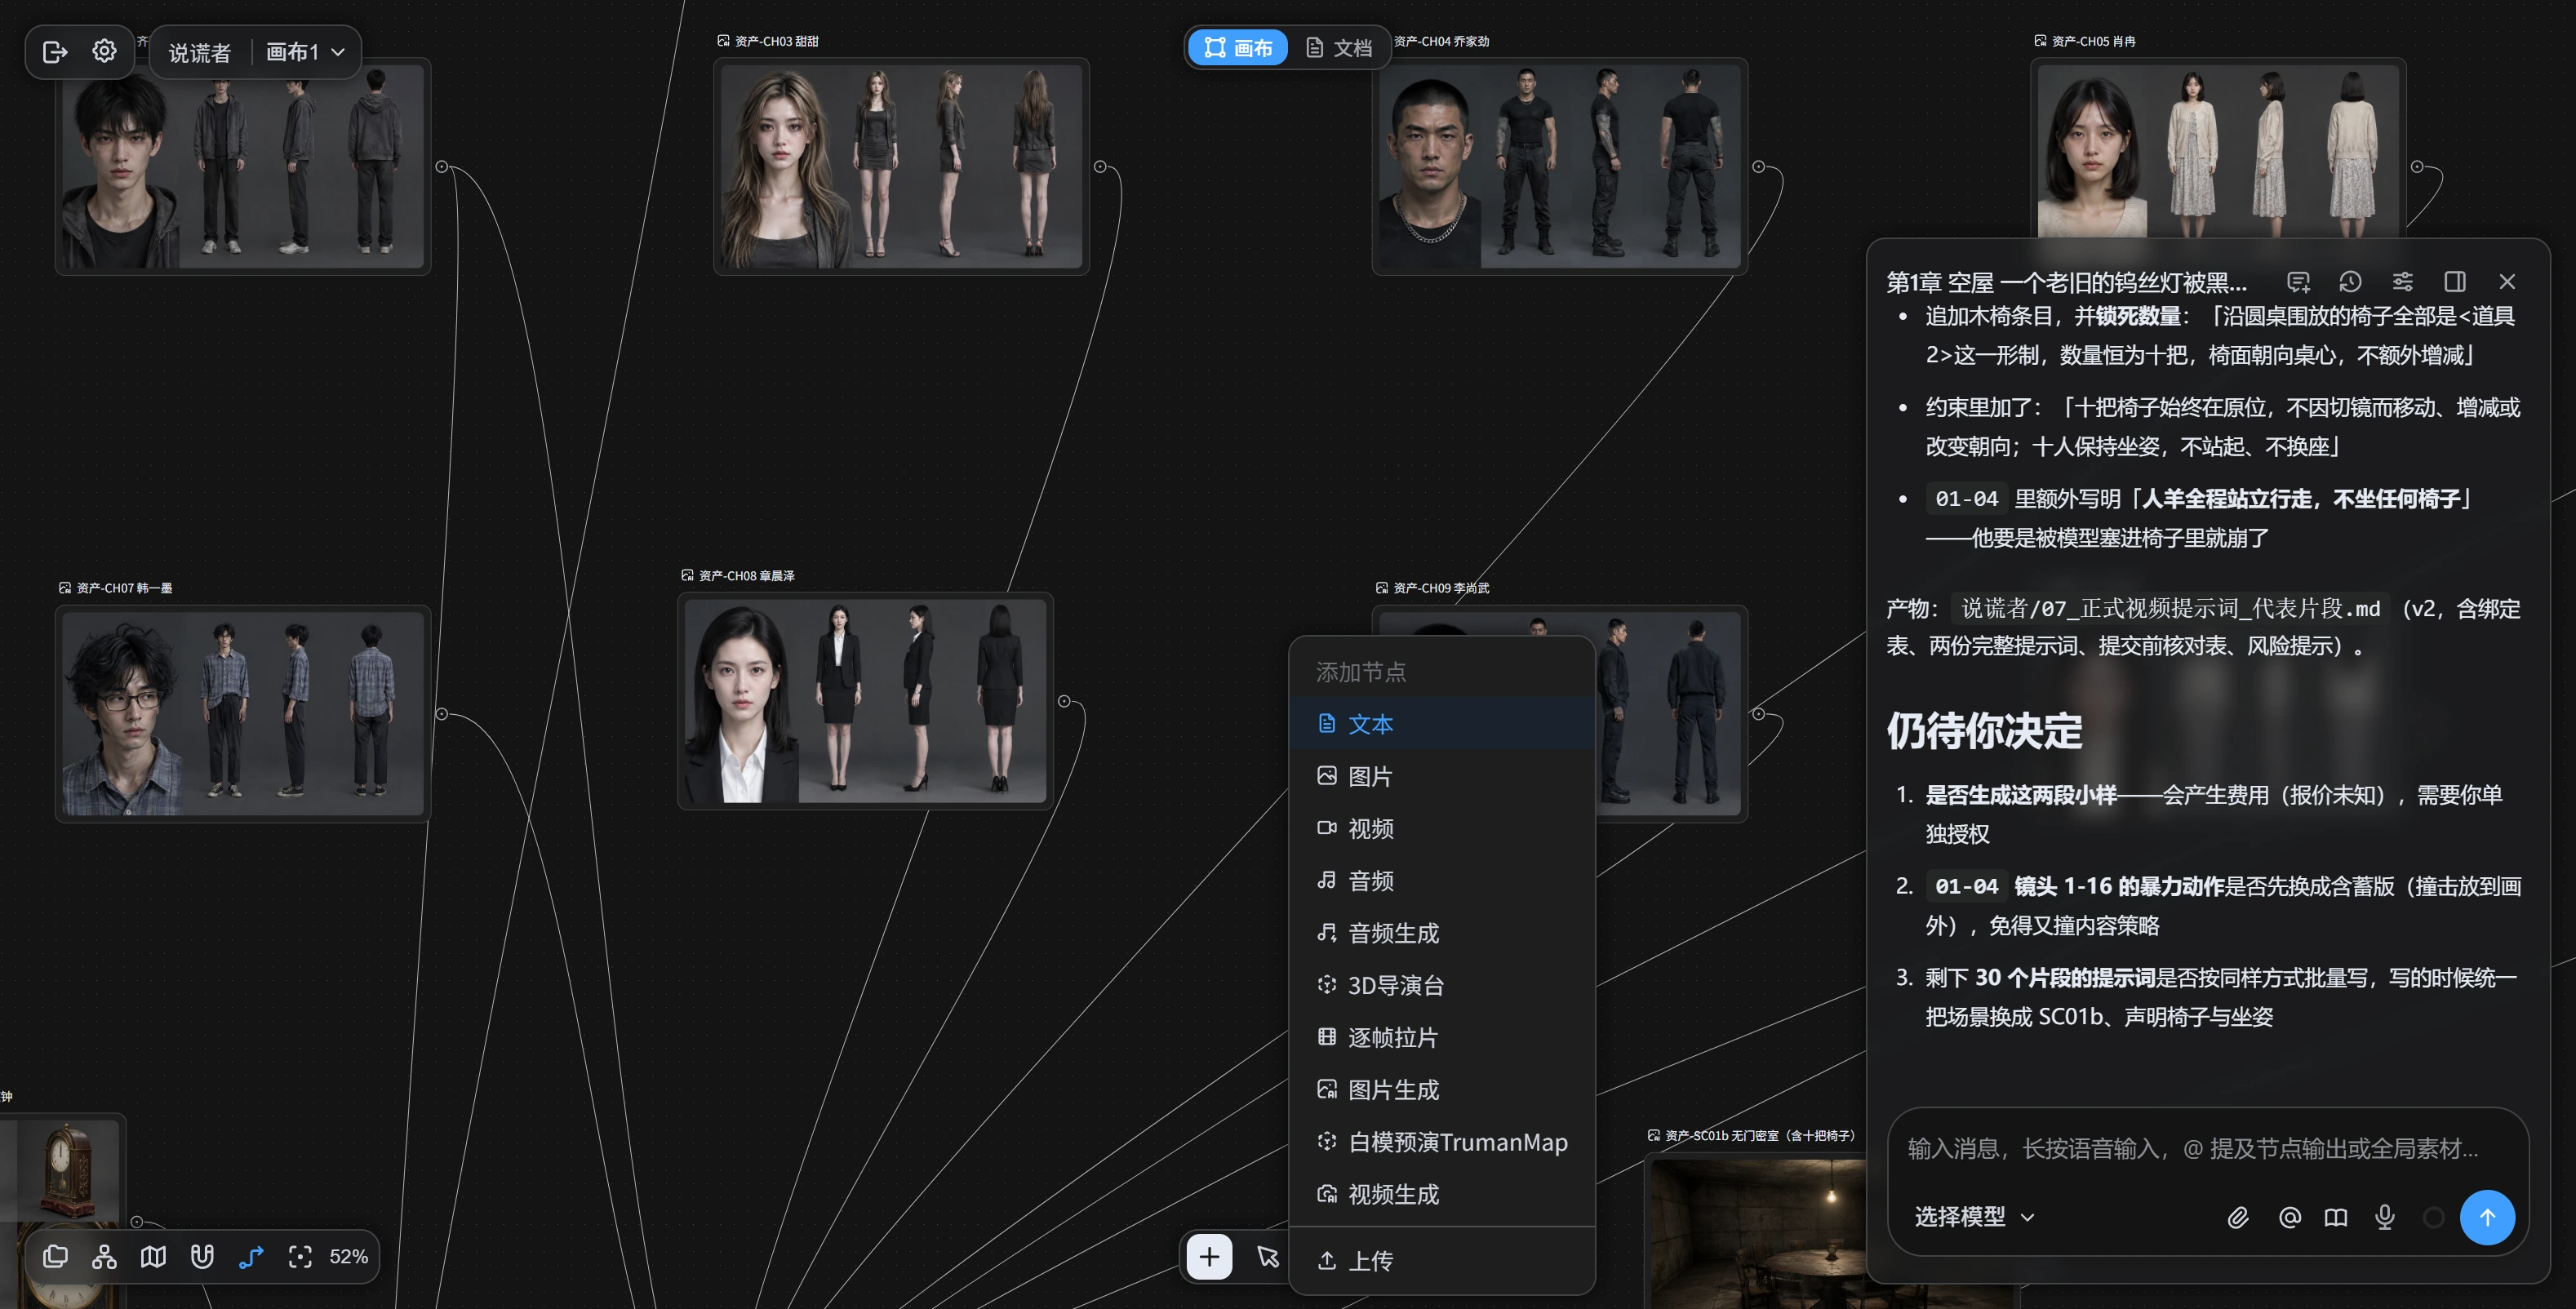 说谎者
画布1
资产-CH03 甜甜
画布
文档
资产-CH04 乔家劲
资产-CH05 肖冉
资产-CH07 韩一墨
资产-CH08 章晨泽
资产-CH09 李尚武
钟
资产-SC01b 无门密室（含十把椅子）
52%
添加节点
文本
图片
视频
音频
音频生成
3D导演台
逐帧拉片
图片生成
白模预演TrumanMap
视频生成
上传
第1章 空屋 一个老旧的钨丝灯被黑...
追加木椅条目，并锁死数量：「沿圆桌围放的椅子全部是<道具
2>这一形制，数量恒为十把，椅面朝向桌心，不额外增减」
约束里加了：「十把椅子始终在原位，不因切镜而移动、增减或
改变朝向；十人保持坐姿，不站起、不换座」
01-04 里额外写明「人羊全程站立行走，不坐任何椅子」
——他要是被模型塞进椅子里就崩了
产物： 说谎者/07_正式视频提示词_代表片段.md （v2，含绑定
表、两份完整提示词、提交前核对表、风险提示）。
仍待你决定
1. 是否生成这两段小样——会产生费用（报价未知），需要你单
独授权
2. 01-04 镜头 1-16 的暴力动作是否先换成含蓄版（撞击放到画
外），免得又撞内容策略
3. 剩下 30 个片段的提示词是否按同样方式批量写，写的时候统一
把场景换成 SC01b、声明椅子与坐姿
输入消息，长按语音输入，@ 提及节点输出或全局素材...
选择模型